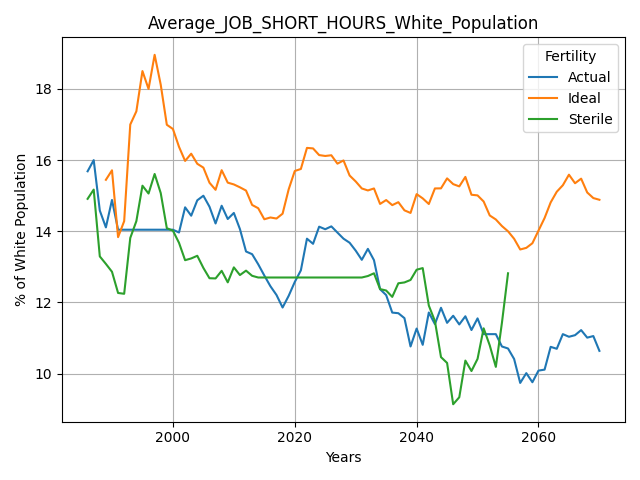 Average_JOB_SHORT_HOURS_White_Population
Fertility
Actual
Ideal
Sterile
% of White Population
18
16
14
12
10
2000 2020 2040 2060
Years